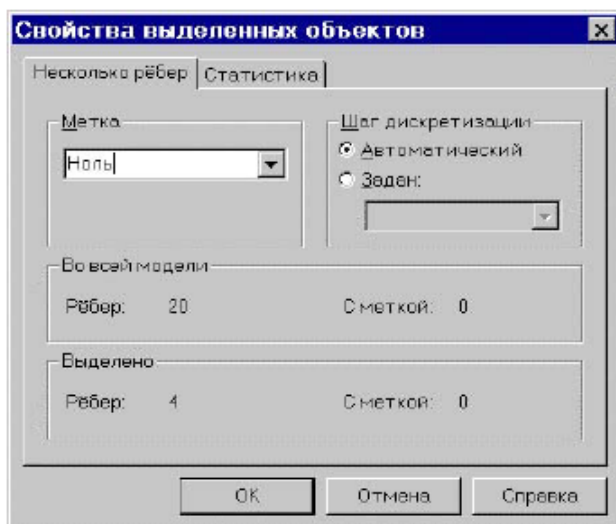 Свойства выделенных объектов
Несколько рёбер Статистика
Метка
Ноль
Шаг дискретизации
Автоматический
Задан:
Во всей модели
Рёбер: 20 С меткой: 0
Выделено
Рёбер: 4 С меткой: 0
ОК Отмена Справка